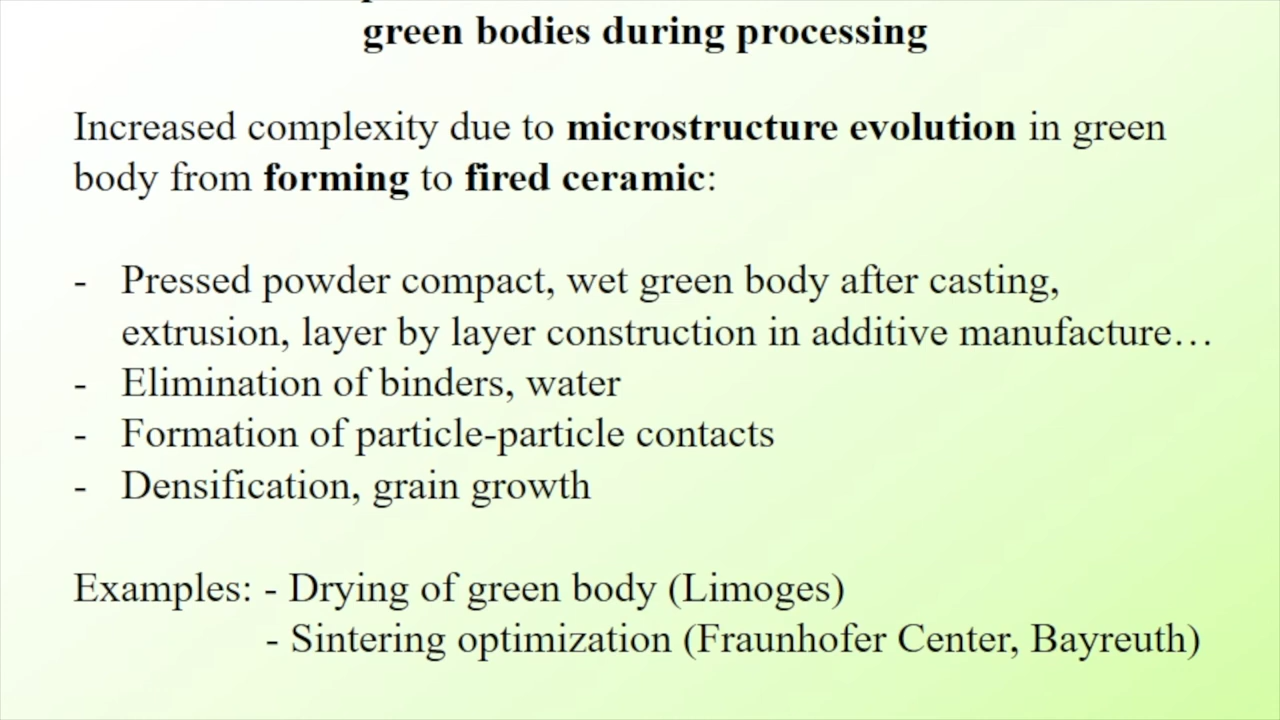 green bodies during processing
Increased complexity due to microstructure evolution in green
body from forming to fired ceramic:
- Pressed powder compact, wet green body after casting,
extrusion, layer by layer construction in additive manufacture…
- Elimination of binders, water
- Formation of particle-particle contacts
- Densification, grain growth
Examples: - Drying of green body (Limoges)
- Sintering optimization (Fraunhofer Center, Bayreuth)